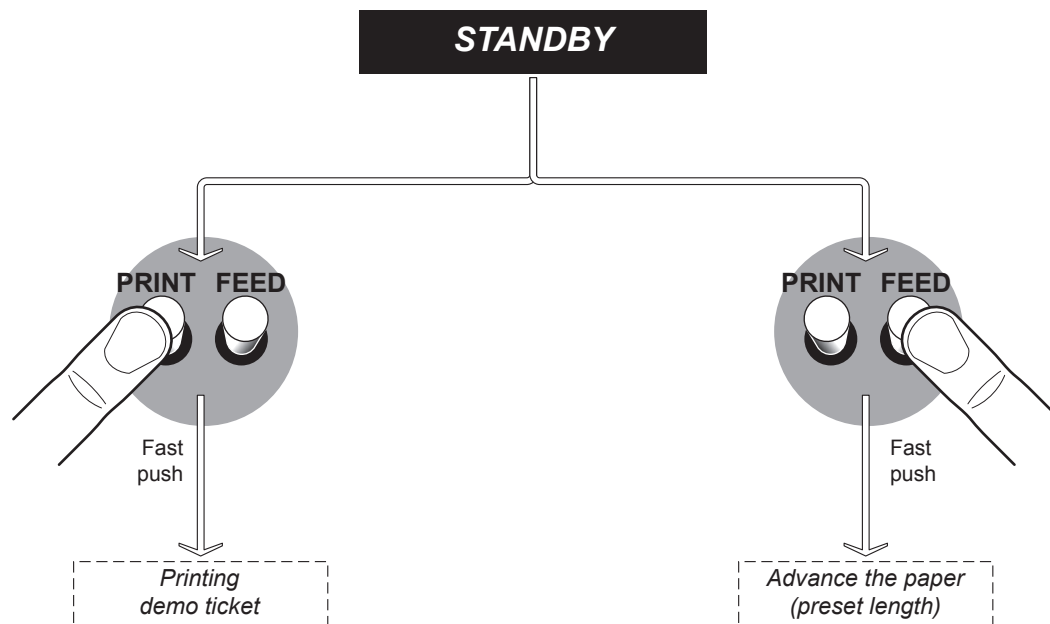 STANDBY
PRINT FEED
Fast
push
Printing
demo ticket
PRINT FEED
Fast
push
Advance the paper
(preset length)